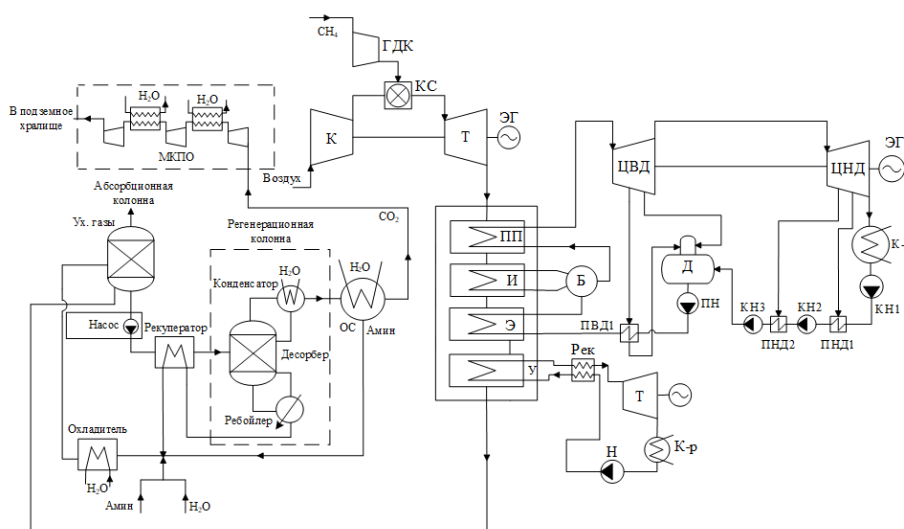 CH₄
ГДК
КС
H₂O
H₂O
В подземное
хралище
МКПО
К
Т
ЭГ
Воздух
ЦВД
ЦНД
ЭГ
Абсорбционная
колонна
Ух. газы
CO₂
Регенерационная
колонна
H₂O
Конденсатор
H₂O
ОС
Амин
Насос
Рекуператор
Десорбер
Ребойлер
Охладитель
H₂O
Амин
H₂O
ПП
И
Б
Э
У
Д
ПН
ПВД1
К-
КН1
КН3
КН2
ПНД2
ПНД1
Рек
Т
Н
К-р